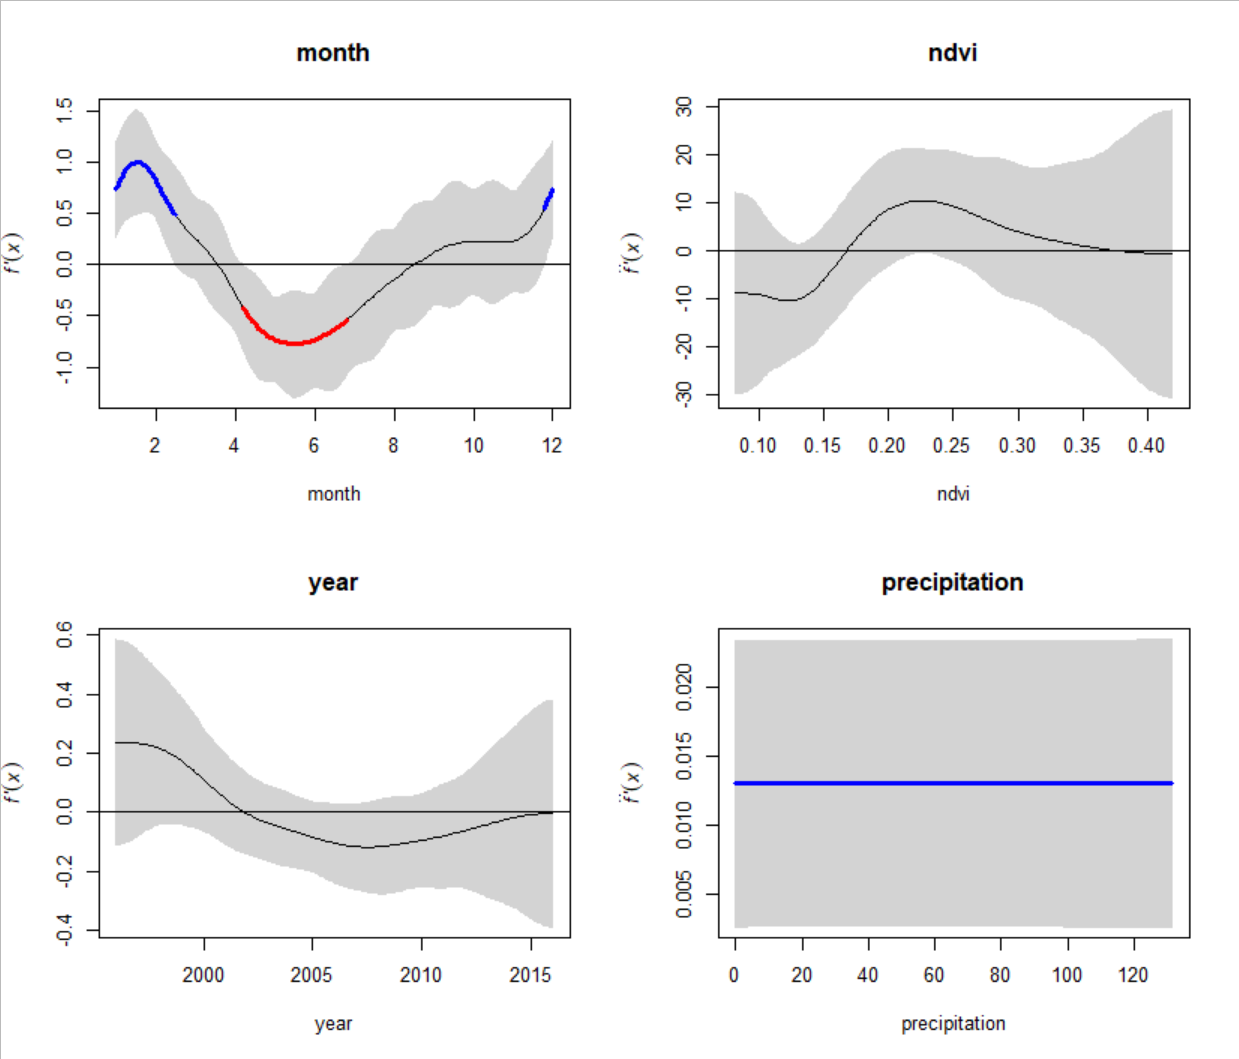 month
1.5
1.0
0.5
0.0
-0.5
-1.0
f'(x)
2 4 6 8 10 12
month
ndvi
30
20
10
0
-10
-20
-30
f'(x)
0.10 0.15 0.20 0.25 0.30 0.35 0.40
ndvi
year
0.6
0.4
0.2
0.0
-0.2
-0.4
f'(x)
2000 2005 2010 2015
year
precipitation
0.020
0.015
0.010
0.005
f'(x)
0 20 40 60 80 100 120
precipitation